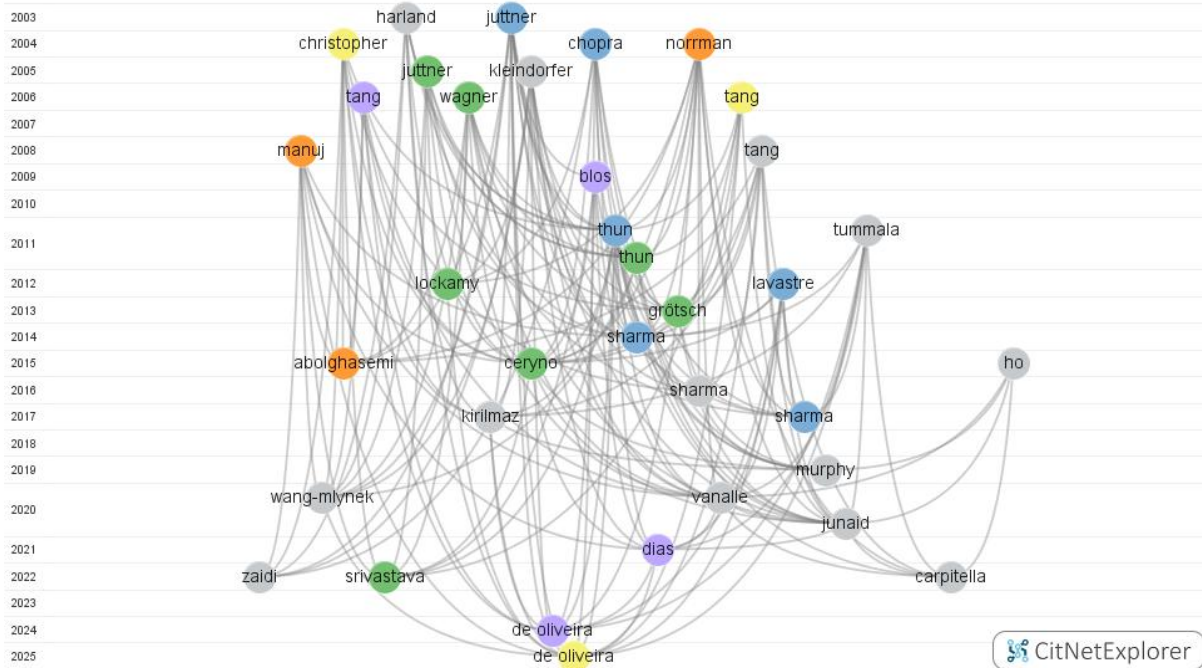 2003 harland juttner
2004 christopher chopra norrman
2005 juttner kleindorfer
2006 tang wagner tang
2007
2008 manuj tang
2009 blos
2010
2011 thun tummala
thun
2012 lockamy lavastre
2013 grötsch
2014 sharma
2015 abolghasemi ceryno ho
2016 sharma
2017 kirilmaz sharma
2018
2019 murphy
2020 wang-mlynek vanalle
junaid
2021 dias
2022 zaidi srivastava carpitella
2023
2024 de oliveira
2025 de oliveira
CitNetExplorer